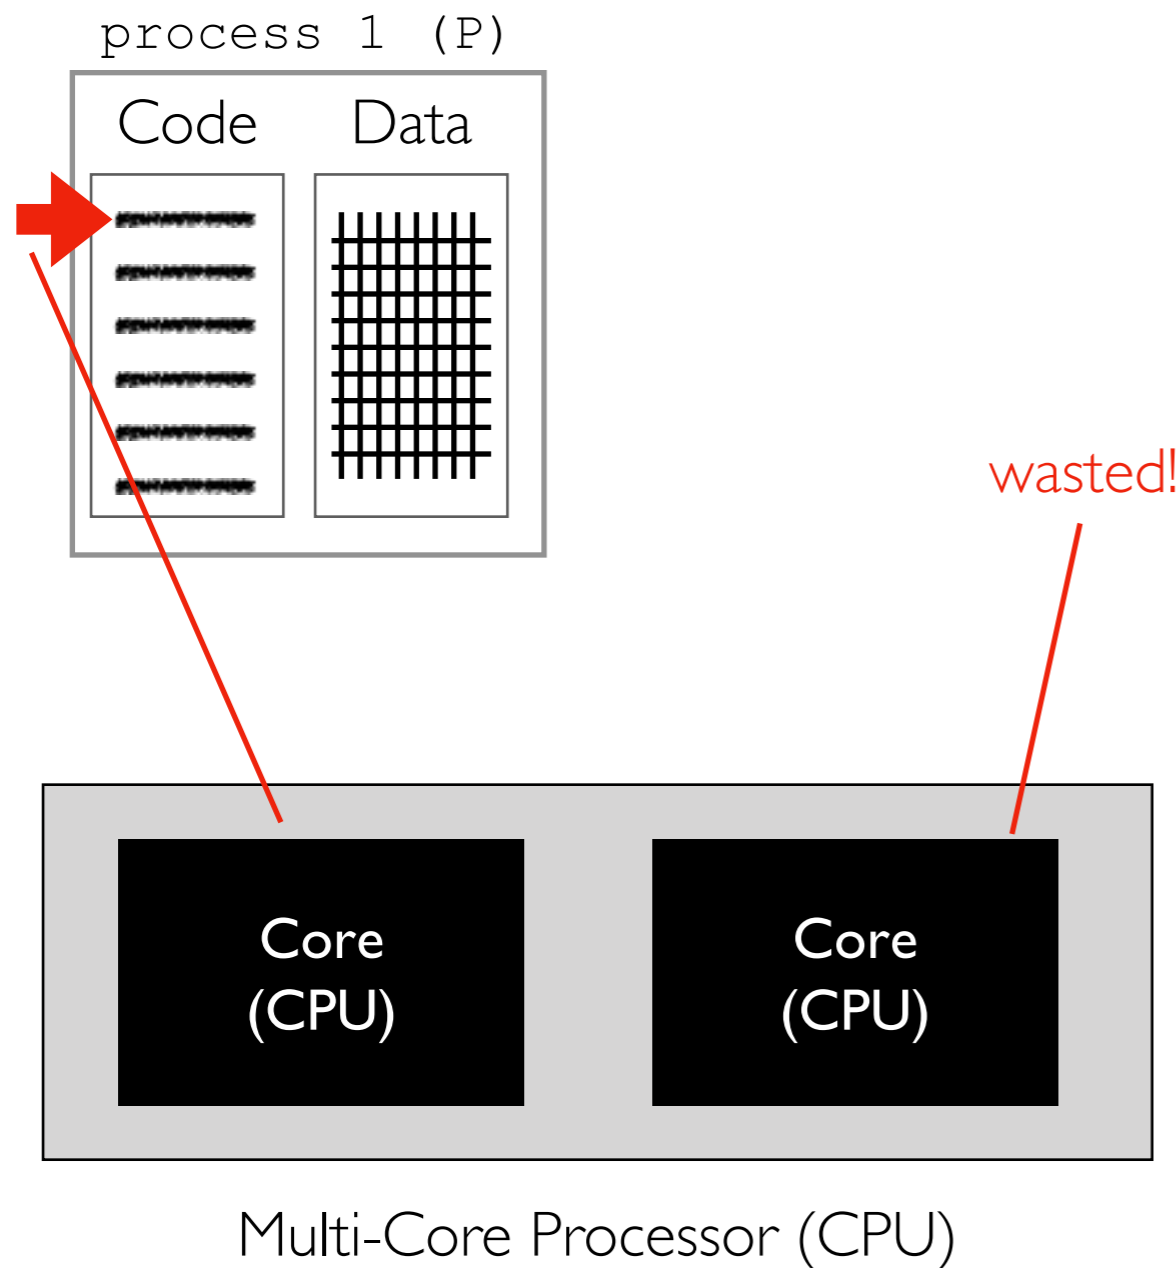 process 1 (P)
Code Data
wasted!
Core
(CPU)
Core
(CPU)
Multi-Core Processor (CPU)